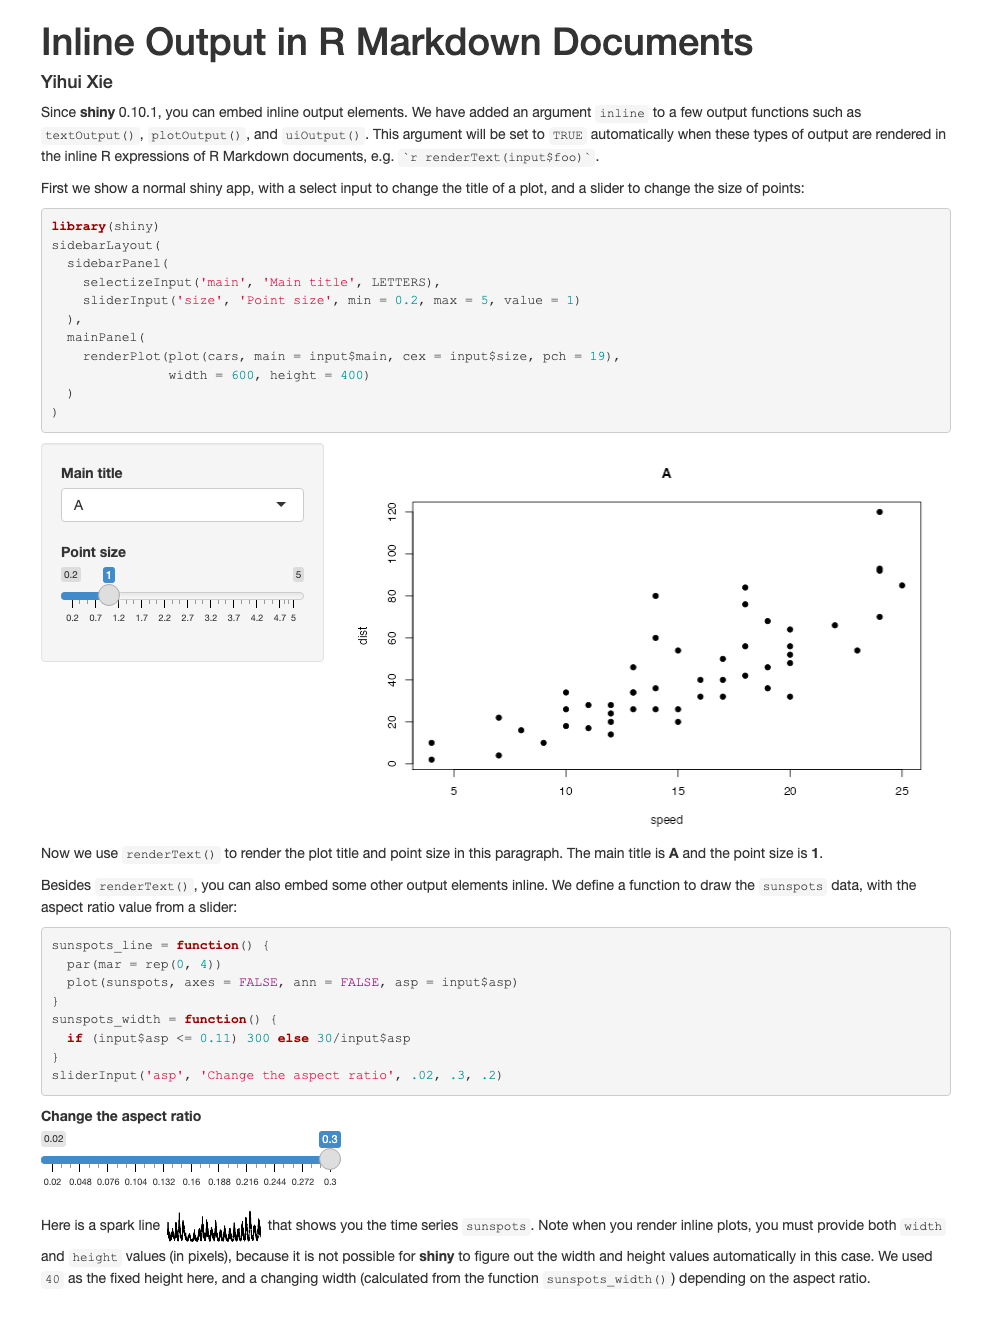 Inline Output in R Markdown Documents
Yihui Xie
Since shiny 0.10.1, you can embed inline output elements. We have added an argument inline to a few output functions such as
textOutput() , plotOutput() , and uiOutput() . This argument will be set to TRUE automatically when these types of output are rendered in
the inline R expressions of R Markdown documents, e.g. `r renderText(input$foo)` .
First we show a normal shiny app, with a select input to change the title of a plot, and a slider to change the size of points:
library(shiny)
sidebarLayout(
  sidebarPanel(
    selectizeInput('main', 'Main title', LETTERS),
    sliderInput('size', 'Point size', min = 0.2, max = 5, value = 1)
  ),
  mainPanel(
    renderPlot(plot(cars, main = input$main, cex = input$size, pch = 19),
               width = 600, height = 400)
  )
)
Main title
A
Point size
0.2 1 5
0.2 0.7 1.2 1.7 2.2 2.7 3.2 3.7 4.2 4.7 5
A
dist
120
100
80
60
40
20
0
5 10 15 20 25
speed
Now we use renderText() to render the plot title and point size in this paragraph. The main title is A and the point size is 1.
Besides renderText() , you can also embed some other output elements inline. We define a function to draw the sunspots data, with the
aspect ratio value from a slider:
sunspots_line = function() {
  par(mar = rep(0, 4))
  plot(sunspots, axes = FALSE, ann = FALSE, asp = input$asp)
}
sunspots_width = function() {
  if (input$asp <= 0.11) 300 else 30/input$asp
}
sliderInput('asp', 'Change the aspect ratio', .02, .3, .2)
Change the aspect ratio
0.02 0.3
0.02 0.048 0.076 0.104 0.132 0.16 0.188 0.216 0.244 0.272 0.3
Here is a spark line that shows you the time series sunspots . Note when you render inline plots, you must provide both width
and height values (in pixels), because it is not possible for shiny to figure out the width and height values automatically in this case. We used
40 as the fixed height here, and a changing width (calculated from the function sunspots_width() ) depending on the aspect ratio.